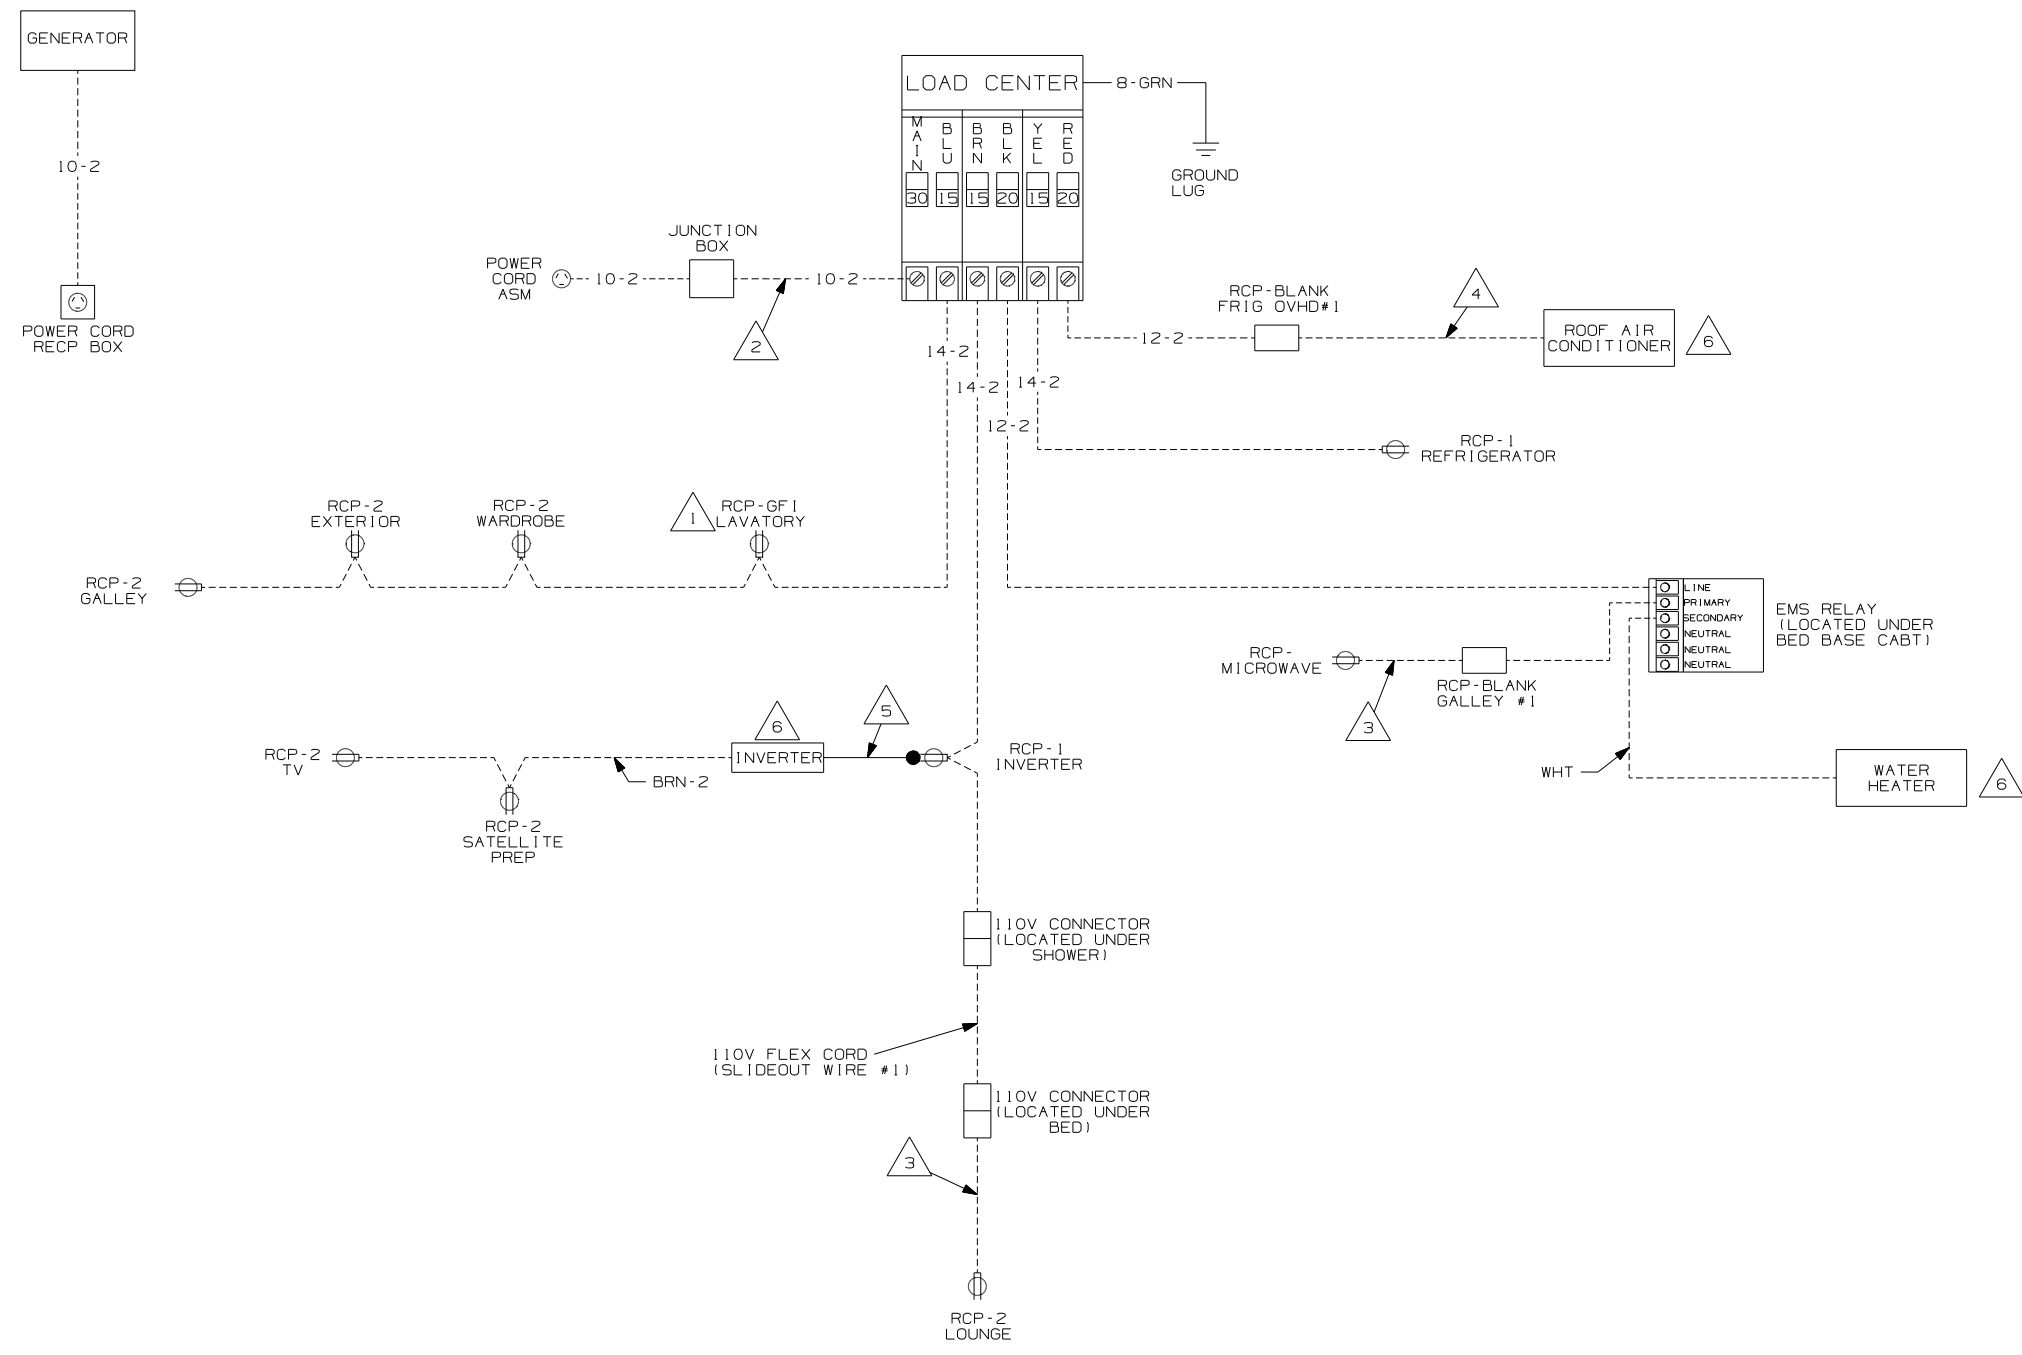 GENERATOR
10-2
POWER CORD
RECP BOX
LOAD CENTER
8-GRN
GROUND
LUG
MAIN
BLU
BRN
BLK
YEL
RED
30
15
15
20
15
20
POWER
CORD
ASM
10-2
JUNCTION
BOX
10-2
2
14-2
14-2
14-2
12-2
12-2
RCP-BLANK
FRIG OVHD#1
4
ROOF AIR
CONDITIONER
6
RCP-1
REFRIGERATOR
RCP-2
GALLEY
RCP-2
EXTERIOR
RCP-2
WARDROBE
1
RCP-GFI
LAVATORY
LINE
PRIMARY
SECONDARY
NEUTRAL
NEUTRAL
NEUTRAL
EMS RELAY
(LOCATED UNDER
BED BASE CABT)
RCP-
MICROWAVE
3
RCP-BLANK
GALLEY #1
WHT
WATER
HEATER
6
RCP-2
TV
RCP-2
SATELLITE
PREP
BRN-2
6
INVERTER
5
RCP-1
INVERTER
110V CONNECTOR
(LOCATED UNDER
SHOWER)
110V FLEX CORD
(SLIDEOUT WIRE #1)
110V CONNECTOR
(LOCATED UNDER
BED)
3
RCP-2
LOUNGE